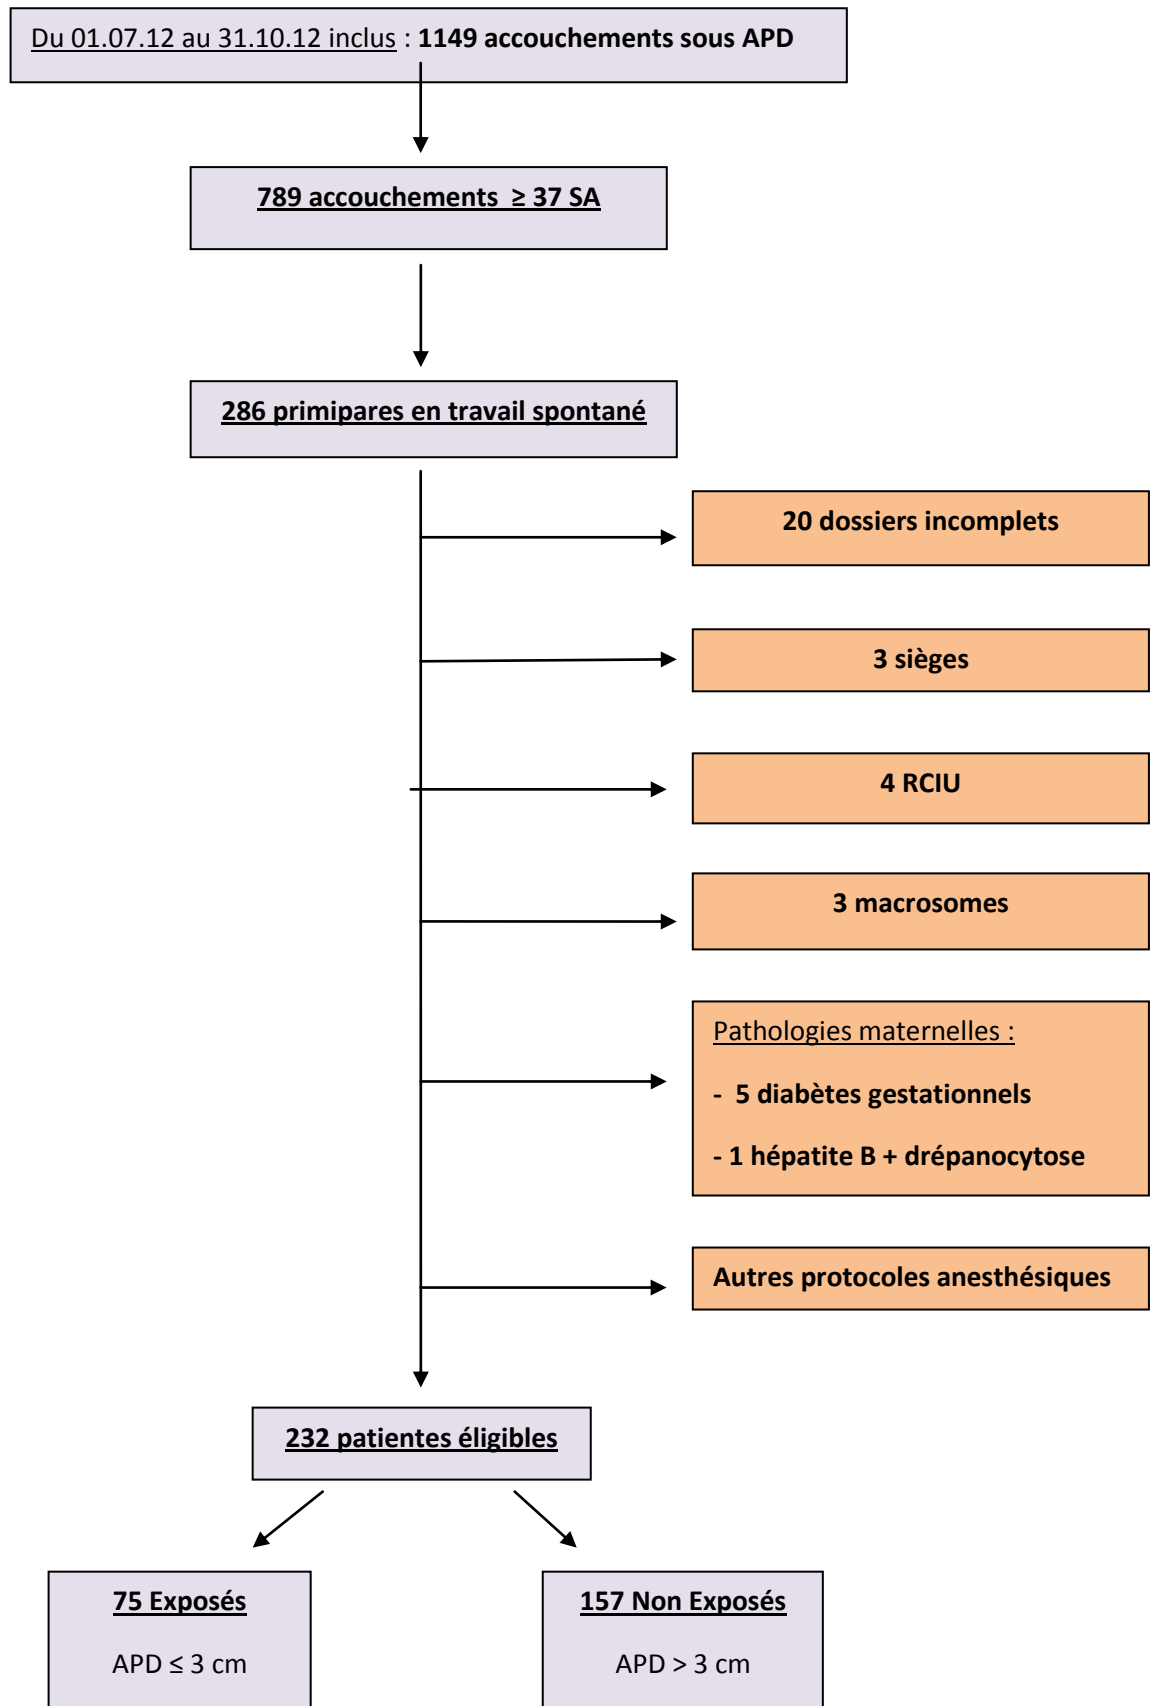 Du 01.07.12 au 31.10.12 inclus : 1149 accouchements sous APD
789 accouchements ≥ 37 SA
286 primipares en travail spontané
20 dossiers incomplets
3 sièges
4 RCIU
3 macrosomes
Pathologies maternelles :
- 5 diabètes gestationnels
- 1 hépatite B + drépanocytose
Autres protocoles anesthésiques
232 patientes éligibles
75 Exposés
APD ≤ 3 cm
157 Non Exposés
APD > 3 cm